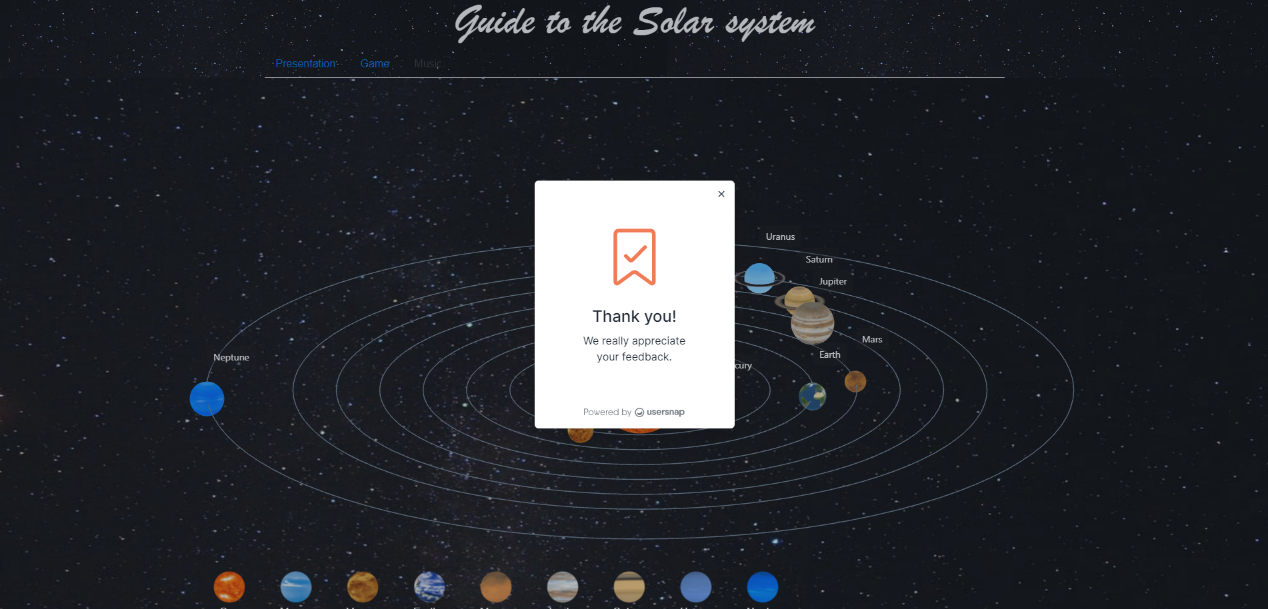 Guide to the Solar system
Presentation
Game
Music
Uranus
Saturn
Jupiter
Thank you!
We really appreciate
your feedback.
Mars
Earth
Neptune
cury
Powered by usersnap